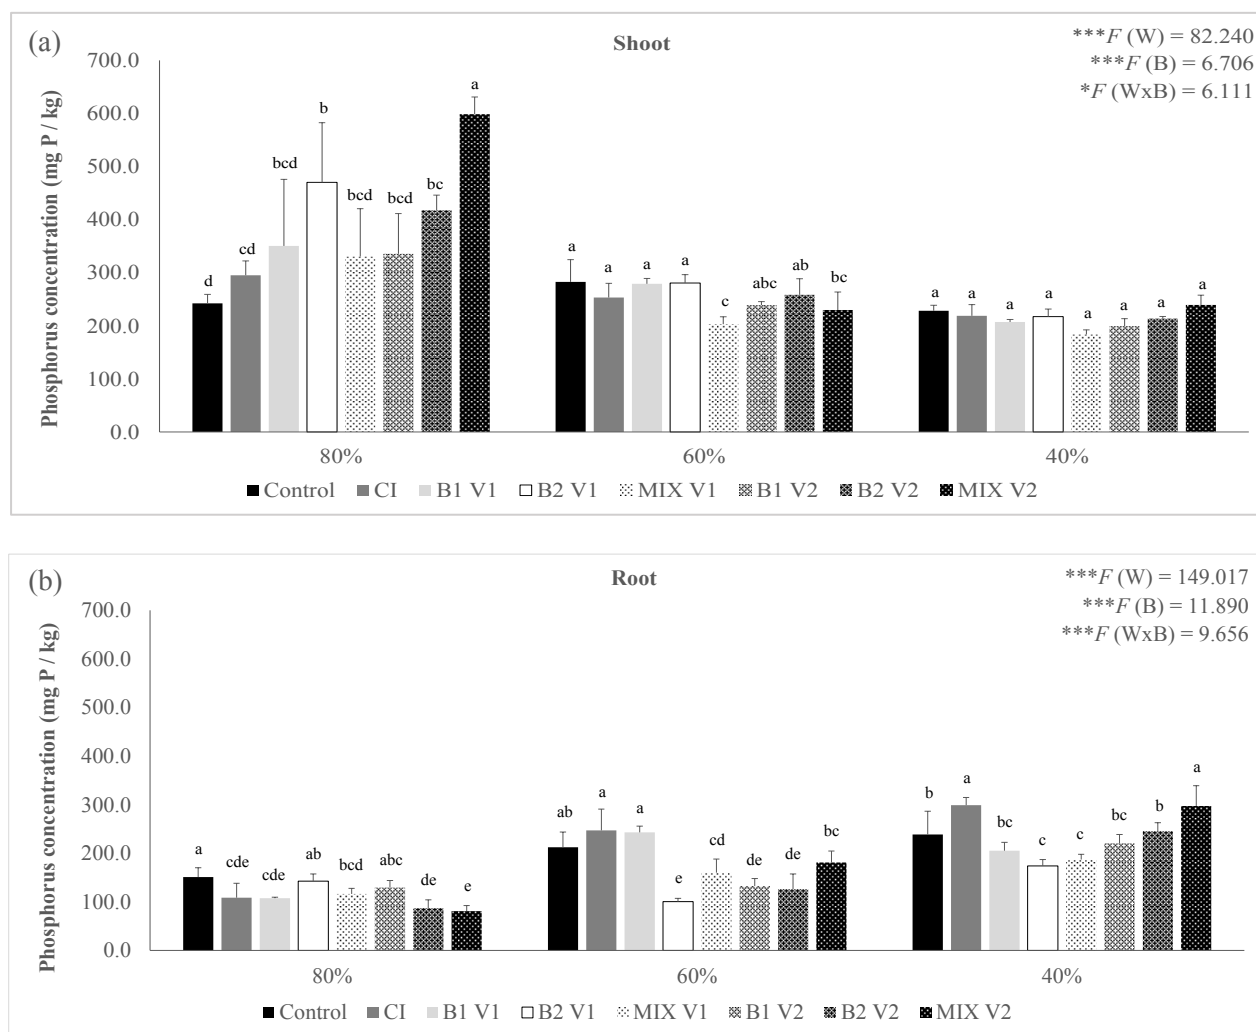 (a)
Shoot
***F (W) = 82.240
***F (B) = 6.706
*F (WxB) = 6.111
Phosphorus concentration (mg P / kg)
700.0
600.0
500.0
400.0
300.0
200.0
100.0
0.0
d cd bcd b bcd bcd bc a
a a a a c abc ab bc
a a a a a a a a
80% 60% 40%
Control CI B1 V1 B2 V1 MIX V1 B1 V2 B2 V2 MIX V2
(b)
Root
***F (W) = 149.017
***F (B) = 11.890
***F (WxB) = 9.656
Phosphorus concentration (mg P / kg)
700.0
600.0
500.0
400.0
300.0
200.0
100.0
0.0
a cde cde ab bcd abc de e
ab a a e cd de de bc
b a bc c c bc b a
80% 60% 40%
Control CI B1 V1 B2 V1 MIX V1 B1 V2 B2 V2 MIX V2